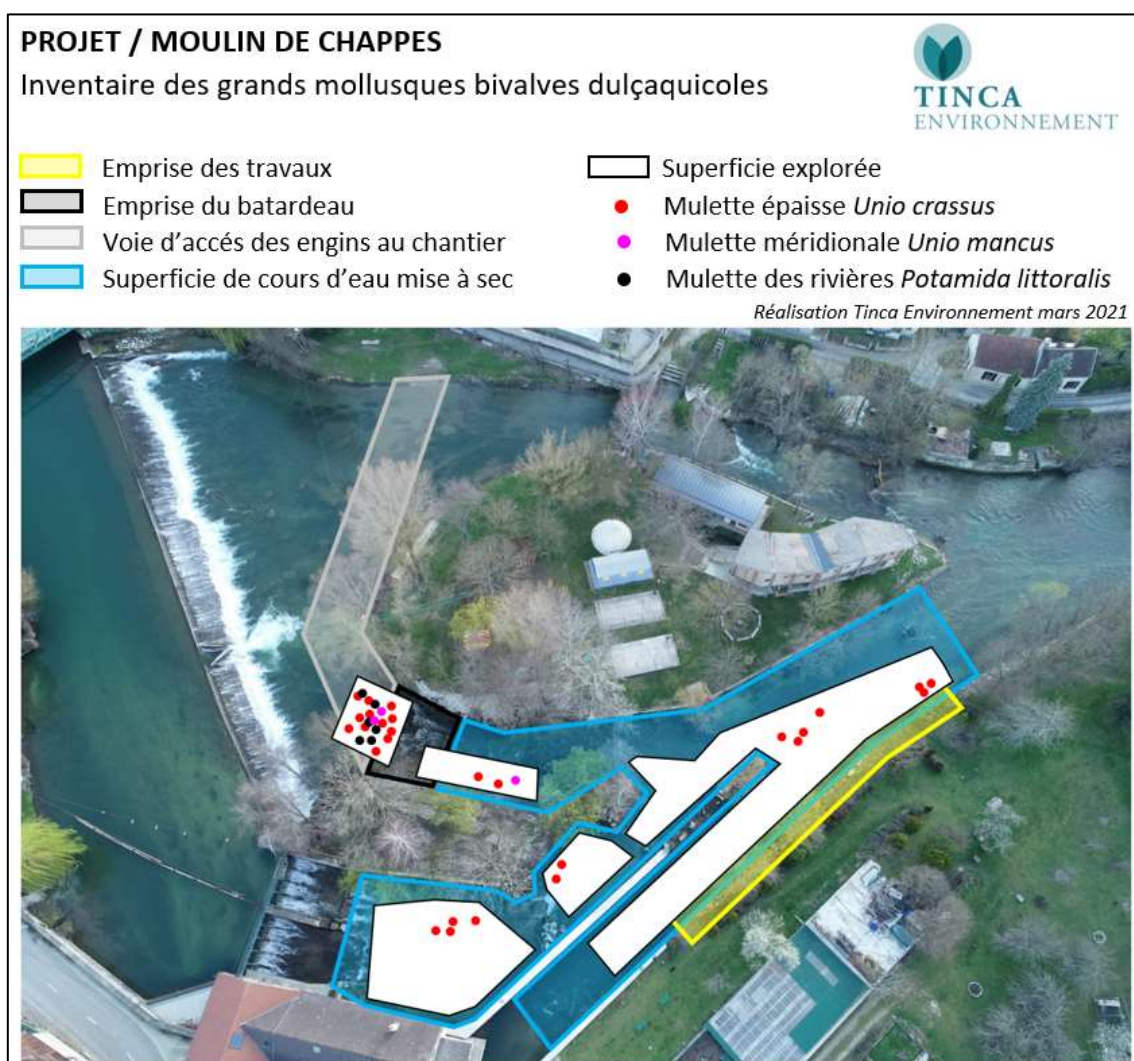 PROJET / MOULIN DE CHAPPES
Inventaire des grands mollusques bivalves dulçaquicoles
TINCA
ENVIRONNEMENT
Emprise des travaux
Emprise du batardeau
Voie d'accés des engins au chantier
Superficie de cours d'eau mise à sec
Superficie explorée
Mulette épaisse Unio crassus
Mulette méridionale Unio mancus
Mulette des rivières Potamida littoralis
Réalisation Tinca Environnement mars 2021